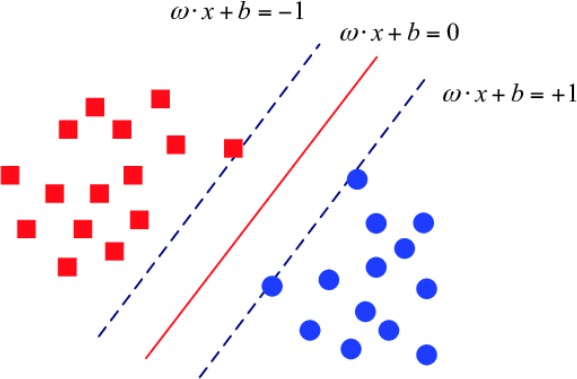 ω· x + b = −1
ω· x + b = 0
ω· x + b = +1